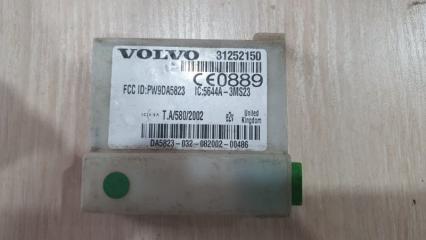 VOLVO 31252150
CE0889
FCC ID:PW9DA5823 IC:5644A-3MS23
T.A/580/2002
United
Kingdom
DA5823-032-082002-00486